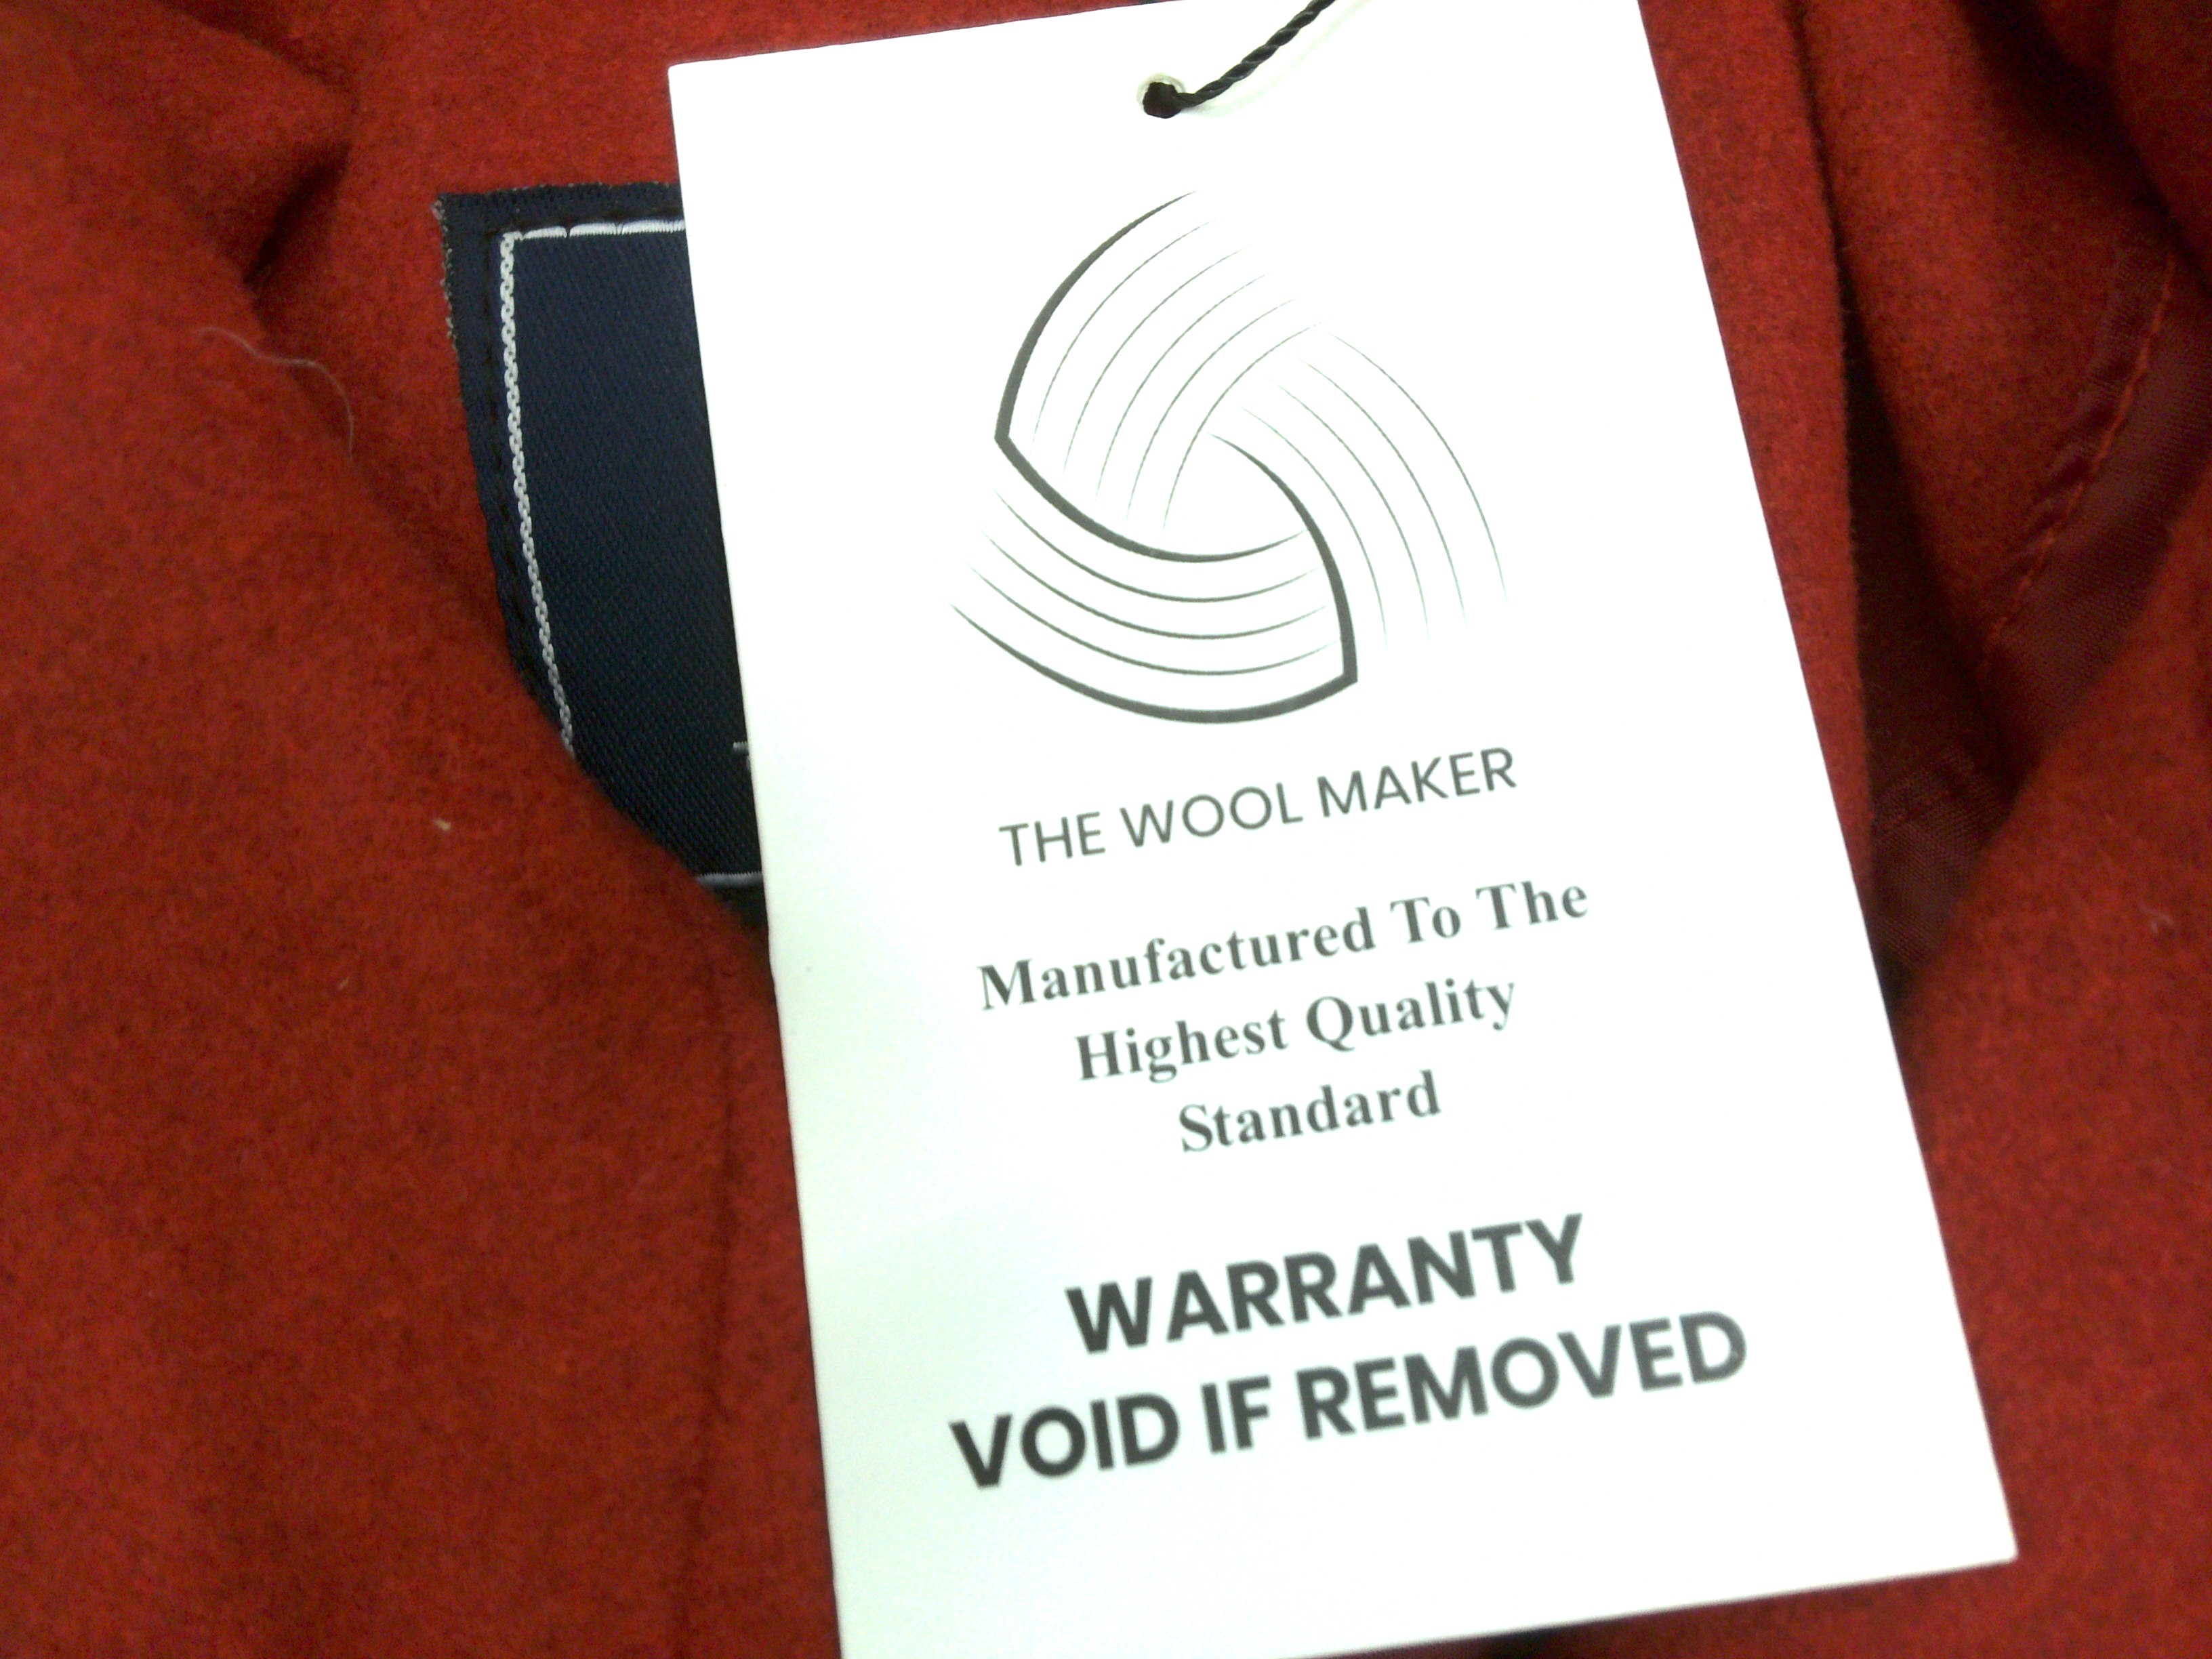 THE WOOL MAKER
Manufactured To The
Highest Quality
Standard
WARRANTY
VOID IF REMOVED